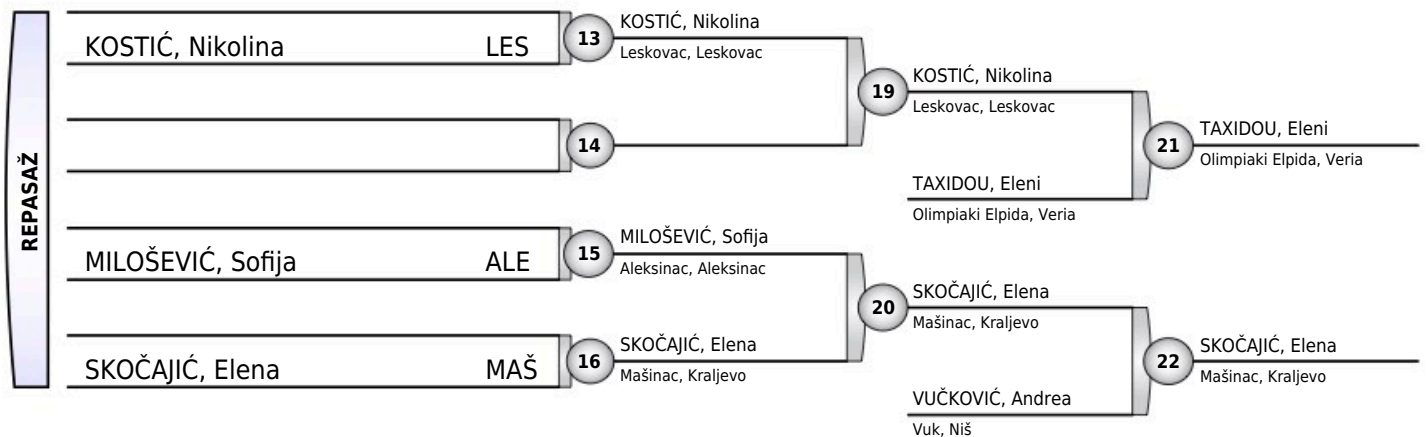 REPASAŽ
KOSTIĆ, Nikolina LES
13
KOSTIĆ, Nikolina
Leskovac, Leskovac
14
MILOŠEVIĆ, Sofija ALE
15
MILOŠEVIĆ, Sofija
Aleksinac, Aleksinac
SKOČAJIĆ, Elena MAŠ
16
SKOČAJIĆ, Elena
Mašinac, Kraljevo
19
KOSTIĆ, Nikolina
Leskovac, Leskovac
TAXIDOU, Eleni
Olimpiaki Elpida, Veria
20
SKOČAJIĆ, Elena
Mašinac, Kraljevo
VUČKOVIĆ, Andrea
Vuk, Niš
21
TAXIDOU, Eleni
Olimpiaki Elpida, Veria
22
SKOČAJIĆ, Elena
Mašinac, Kraljevo